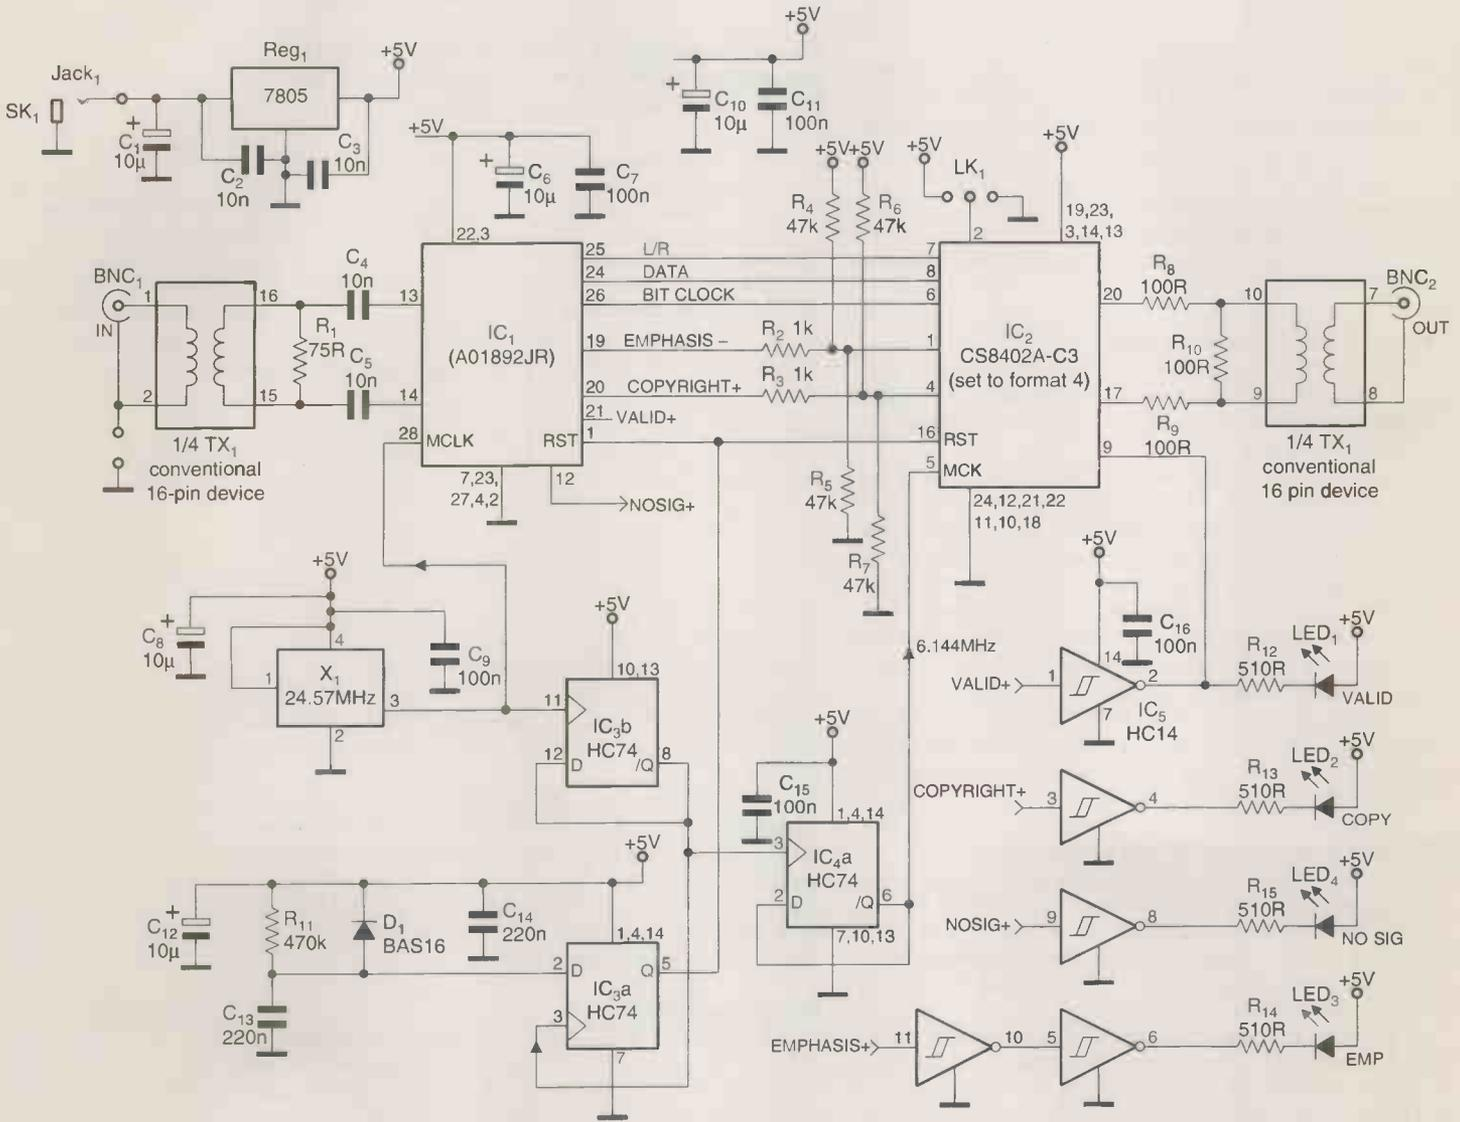 +5V
C10
10µ
C11
100n
Reg1
7805
+5V
Jack1
SK1
+
C1
10µ
C2
10n
C3
10n
+5V
+
C6
10µ
C7
100n
+
+5V
+5V
R4
47k
R6
47k
+5V
LK1
+5V
19,23,
3,14,13
2
22,3
BNC1
IN
1
2
16
15
R1
75R
C4
10n
C5
10n
1/4 TX1
conventional
16-pin device
13
14
28
MCLK
IC1
(A01892JR)
RST
25
L/R
24
DATA
26
BIT CLOCK
19
EMPHASIS –
R2 1k
20
COPYRIGHT+
R3 1k
21
VALID+
1
7,23,
27,4,2
12
NOSIG+
7
8
6
1
4
16
RST
5
MCK
IC2
CS8402A-C3
(set to format 4)
20
17
9
24,12,21,22
11,10,18
R8
100R
R10
100R
R9
100R
10
9
7
8
BNC2
OUT
1/4 TX1
conventional
16 pin device
R5
47k
R7
47k
+5V
+
C8
10µ
4
1
X1
24.57MHz
3
2
C9
100n
+5V
10,13
11
12
D
IC3b
HC74
/Q
8
6.144MHz
+5V
C15
100n
1,4,14
3
2
D
IC4a
HC74
/Q
6
7,10,13
+5V
+
C12
10µ
R11
470k
D1
BAS16
C14
220n
C13
220n
1,4,14
2
D
Q
5
IC3a
HC74
3
7
+5V
C16
100n
VALID+
1
14
2
7
IC5
HC14
R12
510R
LED1
+5V
VALID
COPYRIGHT+
3
4
R13
510R
LED2
+5V
COPY
NOSIG+
9
8
R15
510R
LED4
+5V
NO SIG
EMPHASIS+
11
10
5
6
R14
510R
LED3
+5V
EMP